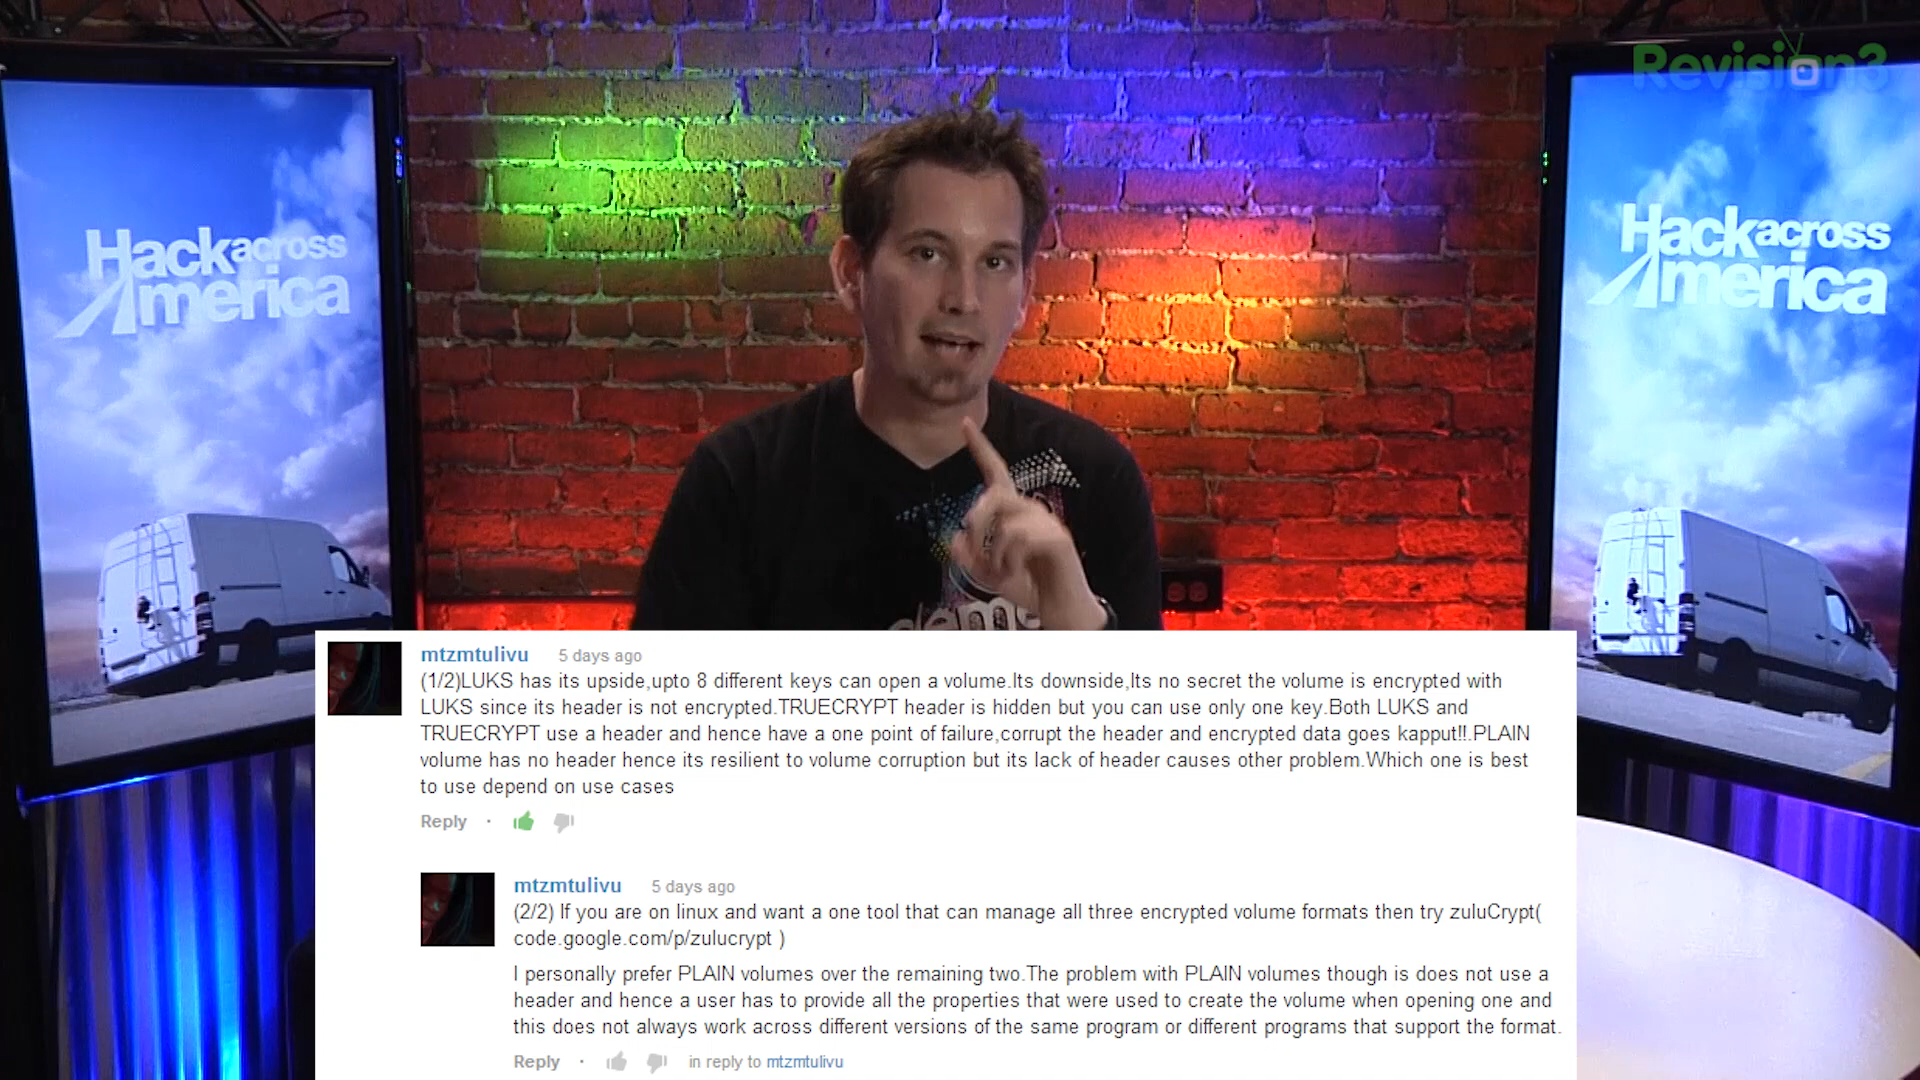 Revision3
Hack across
America
Hack across
America
demo
mtzmtulivu 5 days ago
(1/2)LUKS has its upside,upto 8 different keys can open a volume.Its downside,Its no secret the volume is encrypted with
LUKS since its header is not encrypted.TRUECRYPT header is hidden but you can use only one key.Both LUKS and
TRUECRYPT use a header and hence have a one point of failure,corrupt the header and encrypted data goes kapput!!.PLAIN
volume has no header hence its resilient to volume corruption but its lack of header causes other problem.Which one is best
to use depend on use cases
Reply ·
mtzmtulivu 5 days ago
(2/2) If you are on linux and want a one tool that can manage all three encrypted volume formats then try zuluCrypt(
code.google.com/p/zulucrypt )
I personally prefer PLAIN volumes over the remaining two.The problem with PLAIN volumes though is does not use a
header and hence a user has to provide all the properties that were used to create the volume when opening one and
this does not always work across different versions of the same program or different programs that support the format.
Reply · in reply to mtzmtulivu